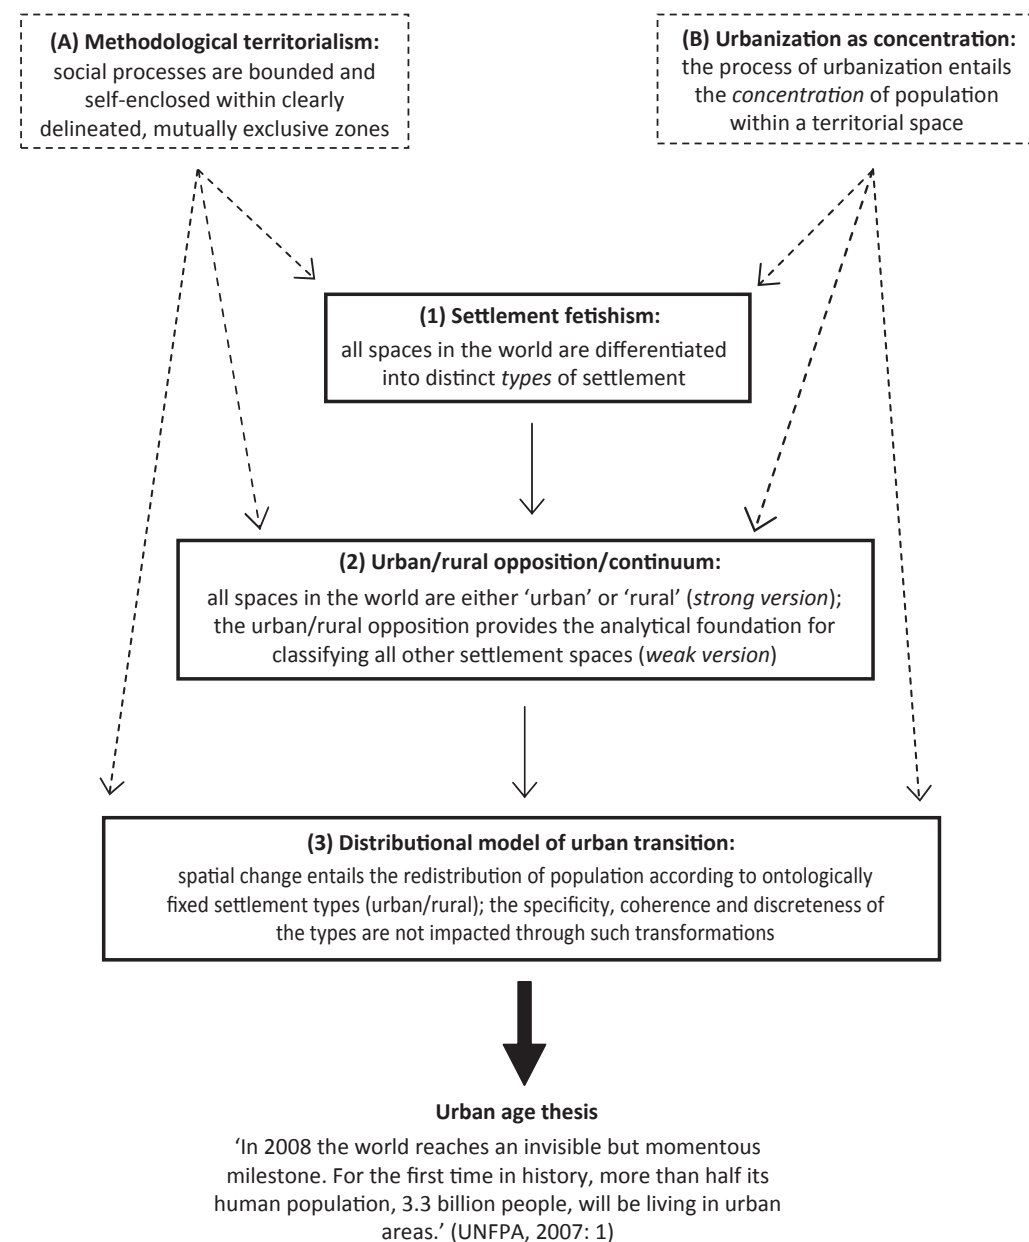 (A) Methodological territorialism:
social processes are bounded and
self-enclosed within clearly
delineated, mutually exclusive zones
(B) Urbanization as concentration:
the process of urbanization entails
the concentration of population
within a territorial space
(1) Settlement fetishism:
all spaces in the world are differentiated
into distinct types of settlement
(2) Urban/rural opposition/continuum:
all spaces in the world are either ‘urban’ or ‘rural’ (strong version);
the urban/rural opposition provides the analytical foundation for
classifying all other settlement spaces (weak version)
(3) Distributional model of urban transition:
spatial change entails the redistribution of population according to ontologically
fixed settlement types (urban/rural); the specificity, coherence and discreteness of
the types are not impacted through such transformations
Urban age thesis
‘In 2008 the world reaches an invisible but momentous
milestone. For the first time in history, more than half its
human population, 3.3 billion people, will be living in urban
areas.’ (UNFPA, 2007: 1)